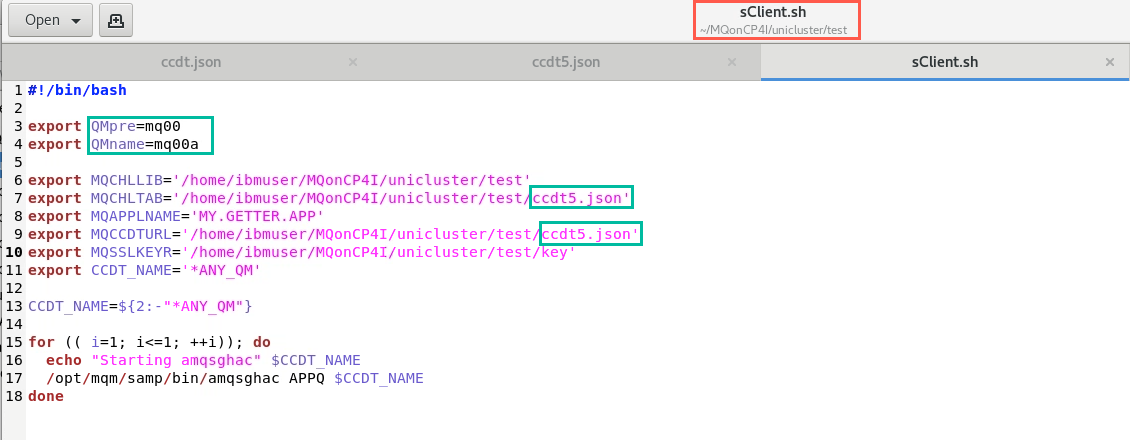 Open
sClient.sh
~/MQonCP4I/unicluster/test
ccdt.json ×
ccdt5.json ×
sClient.sh ×
1 #!/bin/bash
2
3 export QMpre=mq00
4 export QMname=mq00a
5
6 export MQCHLLIB='/home/ibmuser/MQonCP4I/unicluster/test'
7 export MQCHLTAB='/home/ibmuser/MQonCP4I/unicluster/test/ccdt5.json'
8 export MQAPPLNAME='MY.GETTER.APP'
9 export MQCCDTURL='/home/ibmuser/MQonCP4I/unicluster/test/ccdt5.json'
10 export MQSSLKEYR='/home/ibmuser/MQonCP4I/unicluster/test/key'
11 export CCDT_NAME='*ANY_QM'
12
13 CCDT_NAME=${2:-"*ANY_QM"}
14
15 for (( i=1; i<=1; ++i)); do
16   echo "Starting amqsghac" $CCDT_NAME
17   /opt/mqm/samp/bin/amqsghac APPQ $CCDT_NAME
18 done